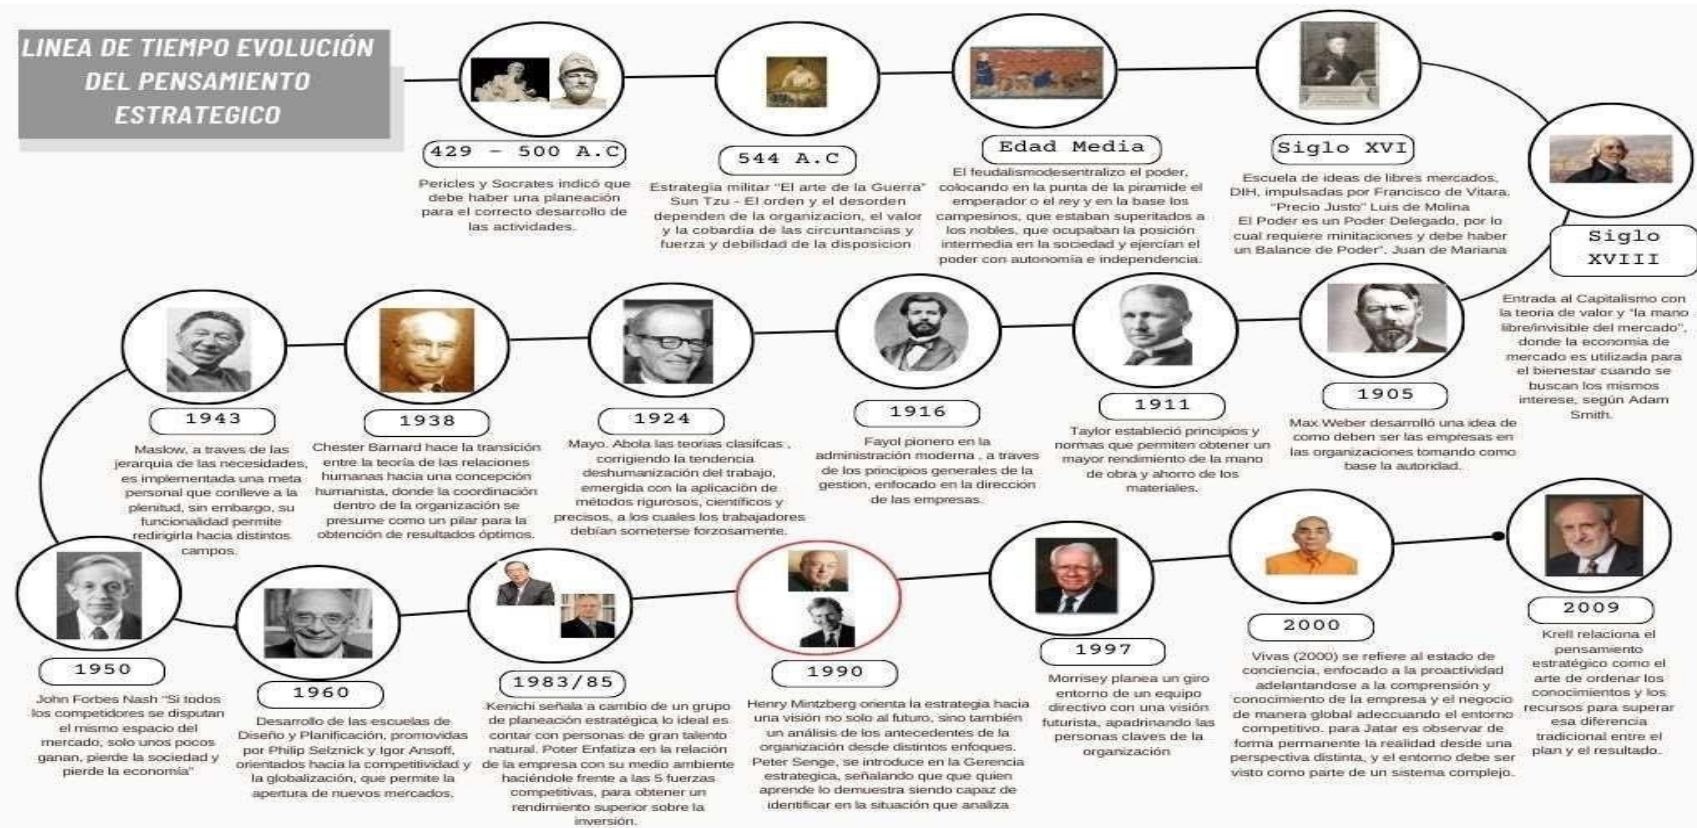 LINEA DE TIEMPO EVOLUCIÓN
DEL PENSAMIENTO
ESTRATEGICO
429 - 500 A.C
Pericles y Socrates indicó que
debe haber una planeación
para el correcto desarrollo de
las actividades.
544 A.C
Estrategia militar "El arte de la Guerra"
Sun Tzu - El orden y el desorden
dependen de la organizacion, el valor
y la cobardia de las circuntancias y
fuerza y debilidad de la disposicion
Edad Media
El feudalismodesentralizo el poder,
colocando en la punta de la piramide el
emperador o el rey y en la base los
campesinos, que estaban superitados a
los nobles, que ocupaban la posición
intermedia en la sociedad y ejercían el
poder con autonomía e independencia.
Siglo XVI
Escuela de ideas de libres mercados,
DIH, impulsadas por Francisco de Vitara.
"Precio Justo" Luis de Molina
El Poder es un Poder Delegado, por lo
cual requiere minitaciones y debe haber
un Balance de Poder", Juan de Mariana
Siglo
XVIII
Entrada al Capitalismo con
la teoria de valor y "la mano
libre/invisible del mercado",
donde la economia de
mercado es utilizada para
el bienestar cuando se
buscan los mismos
interese, según Adam
Smith.
1905
Max Weber desarrolló una idea de
como deben ser las empresas en
las organizaciones tomando como
base la autoridad.
1911
Taylor estableció principios y
normas que permiten obtener un
mayor rendimiento de la mano
de obra y ahorro de los
materiales.
1916
Fayol pionero en la
administración moderna , a traves
de los principios generales de la
gestion, enfocado en la dirección
de las empresas.
1924
Mayo. Abola las teorias clasifcas ,
corrigiendo la tendencia
deshumanización del trabajo,
emergida con la aplicación de
métodos rigurosos, científicos y
precisos, a los cuales los trabajadores
debían someterse forzosamente.
1938
Chester Barnard hace la transición
entre la teoría de las relaciones
humanas hacia una concepción
humanista, donde la coordinación
dentro de la organización se
presume como un pilar para la
obtención de resultados óptimos.
1943
Maslow, a traves de las
jerarquia de las necesidades,
es implementada una meta
personal que conlleve a la
plenitud, sin embargo, su
funcionalidad permite
redirigirla hacia distintos
campos.
1950
John Forbes Nash "Si todos
los competidores se disputan
el mismo espacio del
mercado, solo unos pocos
ganan, pierde la sociedad y
pierde la economía"
1960
Desarrollo de las escuelas de
Diseño y Planificación, promovidas
por Philip Selznick y Igor Ansoff,
orientados hacia la competitividad y
la globalización, que permite la
apertura de nuevos mercados.
1983/85
Kenichi señala a cambio de un grupo
de planeación estratégica lo ideal es
contar con personas de gran talento
natural. Poter Enfatiza en la relación
de la empresa con su medio ambiente
haciéndole frente a las 5 fuerzas
competitivas, para obtener un
rendimiento superior sobre la
inversión.
1990
Henry Mintzberg orienta la estrategia hacia
una visión no solo al futuro, sino también
un análisis de los antecedentes de la
organización desde distintos enfoques.
Peter Senge, se introduce en la Gerencia
estrategica, señalando que que quien
aprende lo demuestra siendo capaz de
identificar en la situación que analiza
1997
Morrisey planea un giro
entorno de un equipo
directivo con una visión
futurista, apadrinando las
personas claves de la
organización
2000
Vivas (2000) se refiere al estado de
conciencia, enfocado a la proactividad
adelantandose a la comprensión y
conocimiento de la empresa y el negocio
de manera global adeccuando el entorno
competitivo. para Jatar es observar de
forma permanente la realidad desde una
perspectiva distinta, y el entorno debe ser
visto como parte de un sistema complejo.
2009
Krell relaciona el
pensamiento
estratégico como el
arte de ordenar los
conocimientos y los
recursos para superar
esa diferencia
tradicional entre el
plan y el resultado.